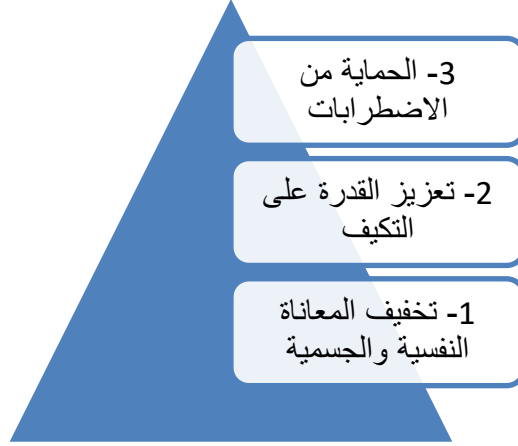 3- الحماية من
الاضطرابات
2- تعزيز القدرة على
التكيف
1- تخفيف المعاناة
النفسية والجسمية